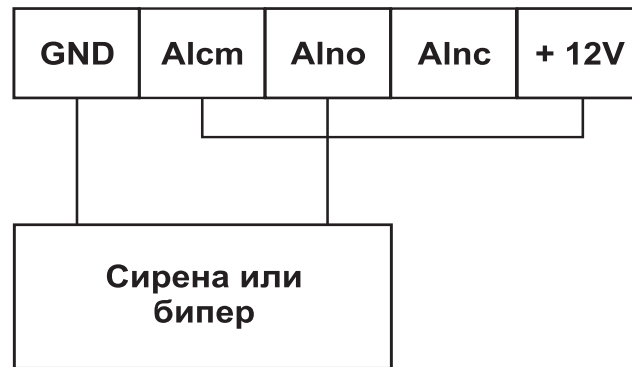 GND Alcm Alno Alnc + 12V
Сирена или
бипер